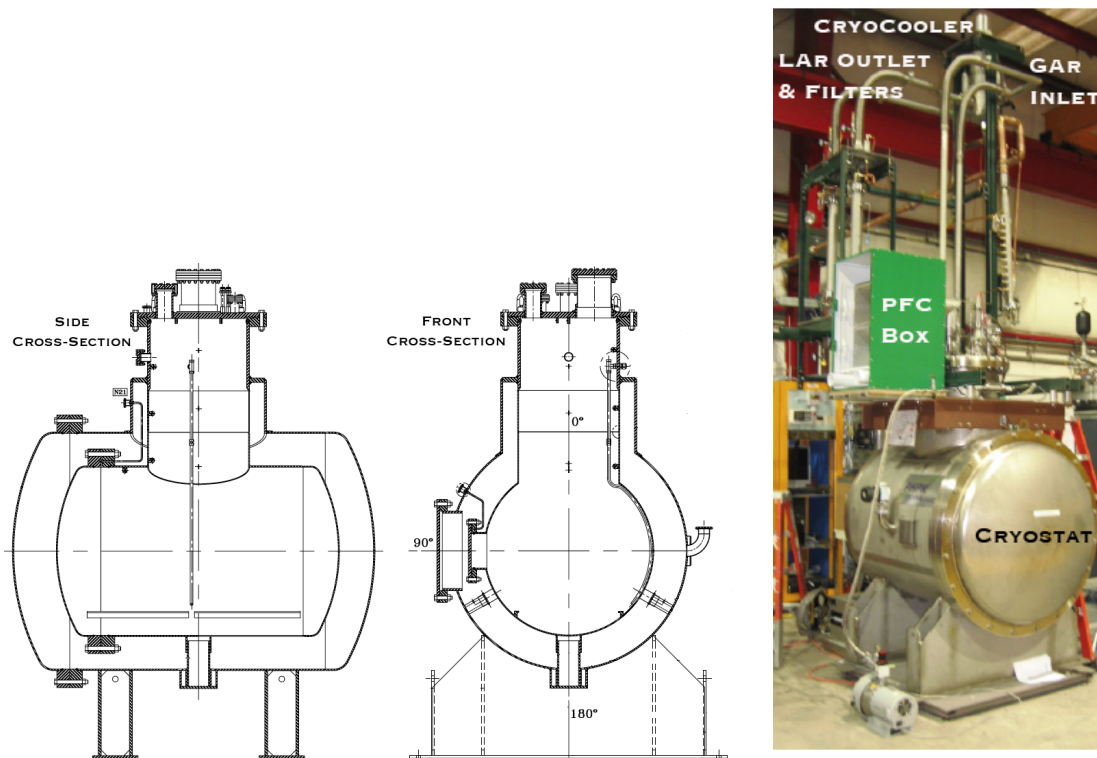 CryoCooler
LAr Outlet
& Filters
GAr
Inlet
Side
Cross-Section
Front
Cross-Section
PFC
Box
N21
0°
90°
Cryostat
180°